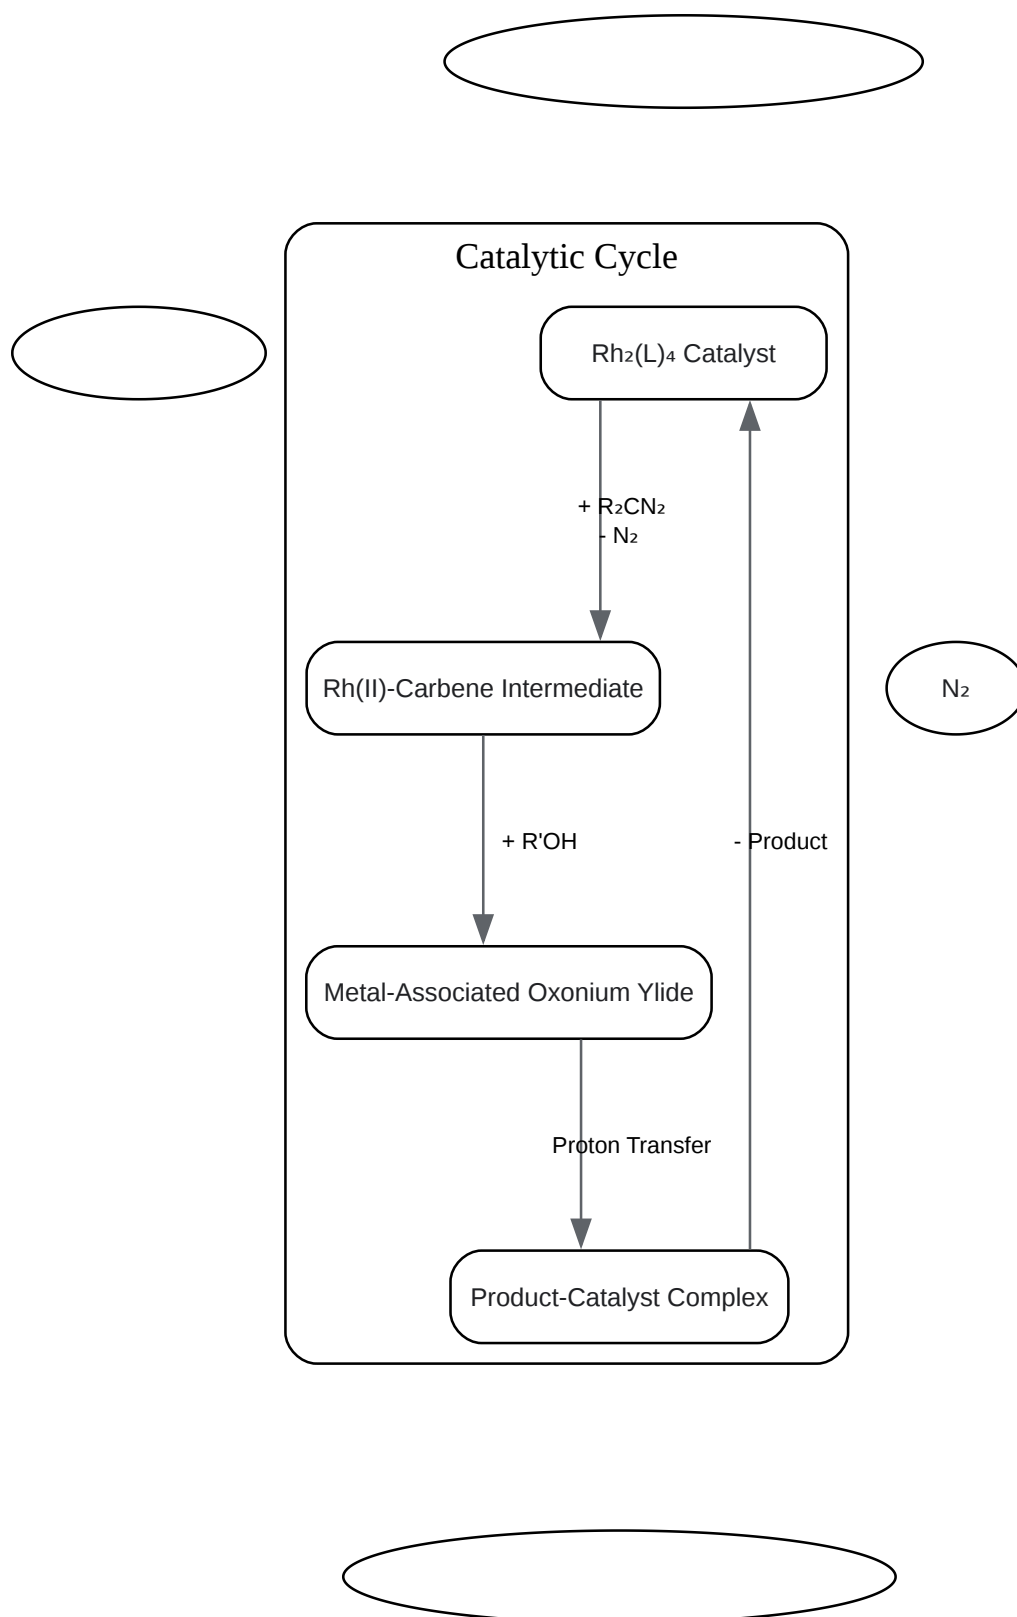 Catalytic Cycle
Rh₂(L)₄ Catalyst
+ R₂CN₂
- N₂
Rh(II)-Carbene Intermediate
N₂
+ R'OH
- Product
Metal-Associated Oxonium Ylide
Proton Transfer
Product-Catalyst Complex